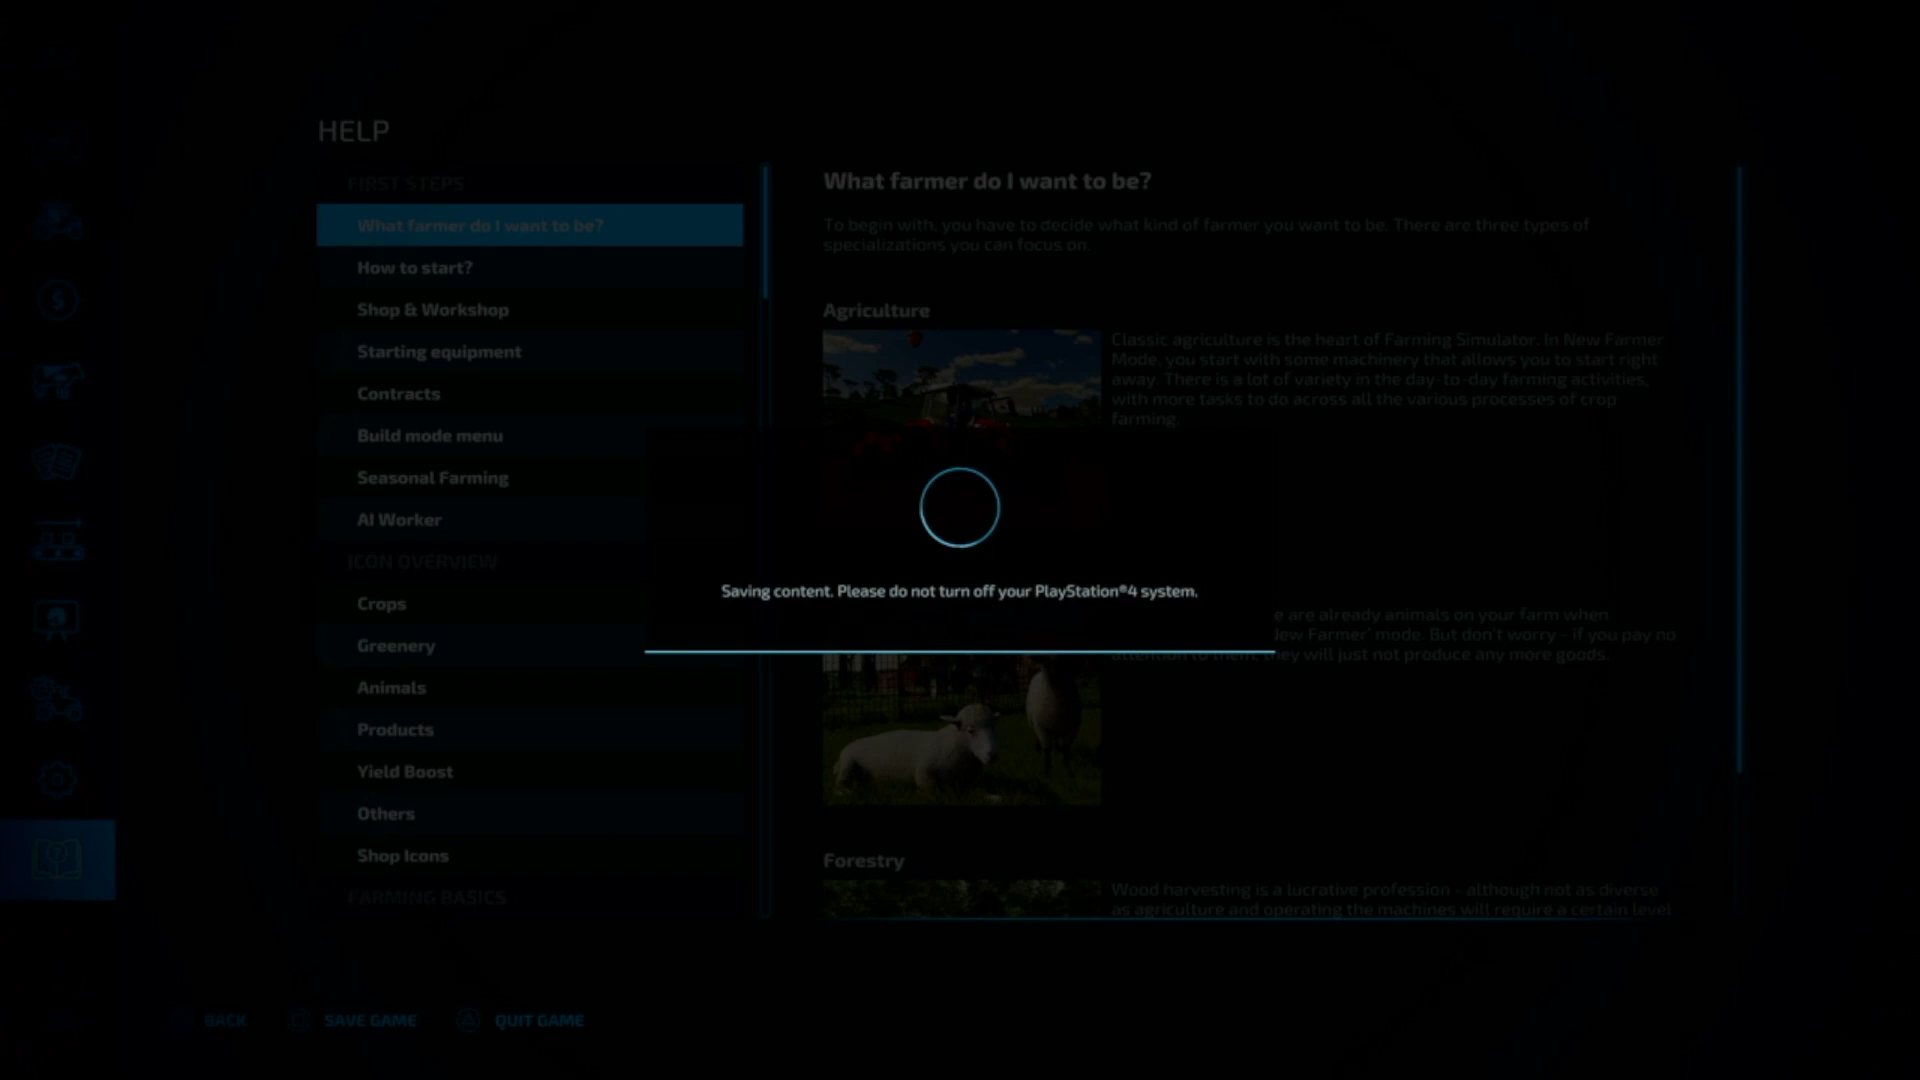 HELP
FIRST STEPS
What farmer do I want to be?
How to start?
Shop & Workshop
Starting equipment
Contracts
Build mode menu
Seasonal Farming
AI Worker
ICON OVERVIEW
Crops
Greenery
Animals
Products
Yield Boost
Others
Shop Icons
FARMING BASICS
What farmer do I want to be?
To begin with, you have to decide what kind of farmer you want to be. There are three types of
specializations you can focus on.
Agriculture
Classic agriculture is the heart of Farming Simulator. In New Farmer
Mode, you start with some machinery that allows you to start right
away. There is a lot of variety in the day-to-day farming activities,
with more tasks to do across all the various processes of crop
farming.
Saving content. Please do not turn off your PlayStation®4 system.
e are already animals on your farm when
New Farmer' mode. But don't worry - if you pay no
attention to them, they will just not produce any more goods.
Forestry
Wood harvesting is a lucrative profession - although not as diverse
as agriculture and operating the machines will require a certain level
BACK SAVE GAME QUIT GAME